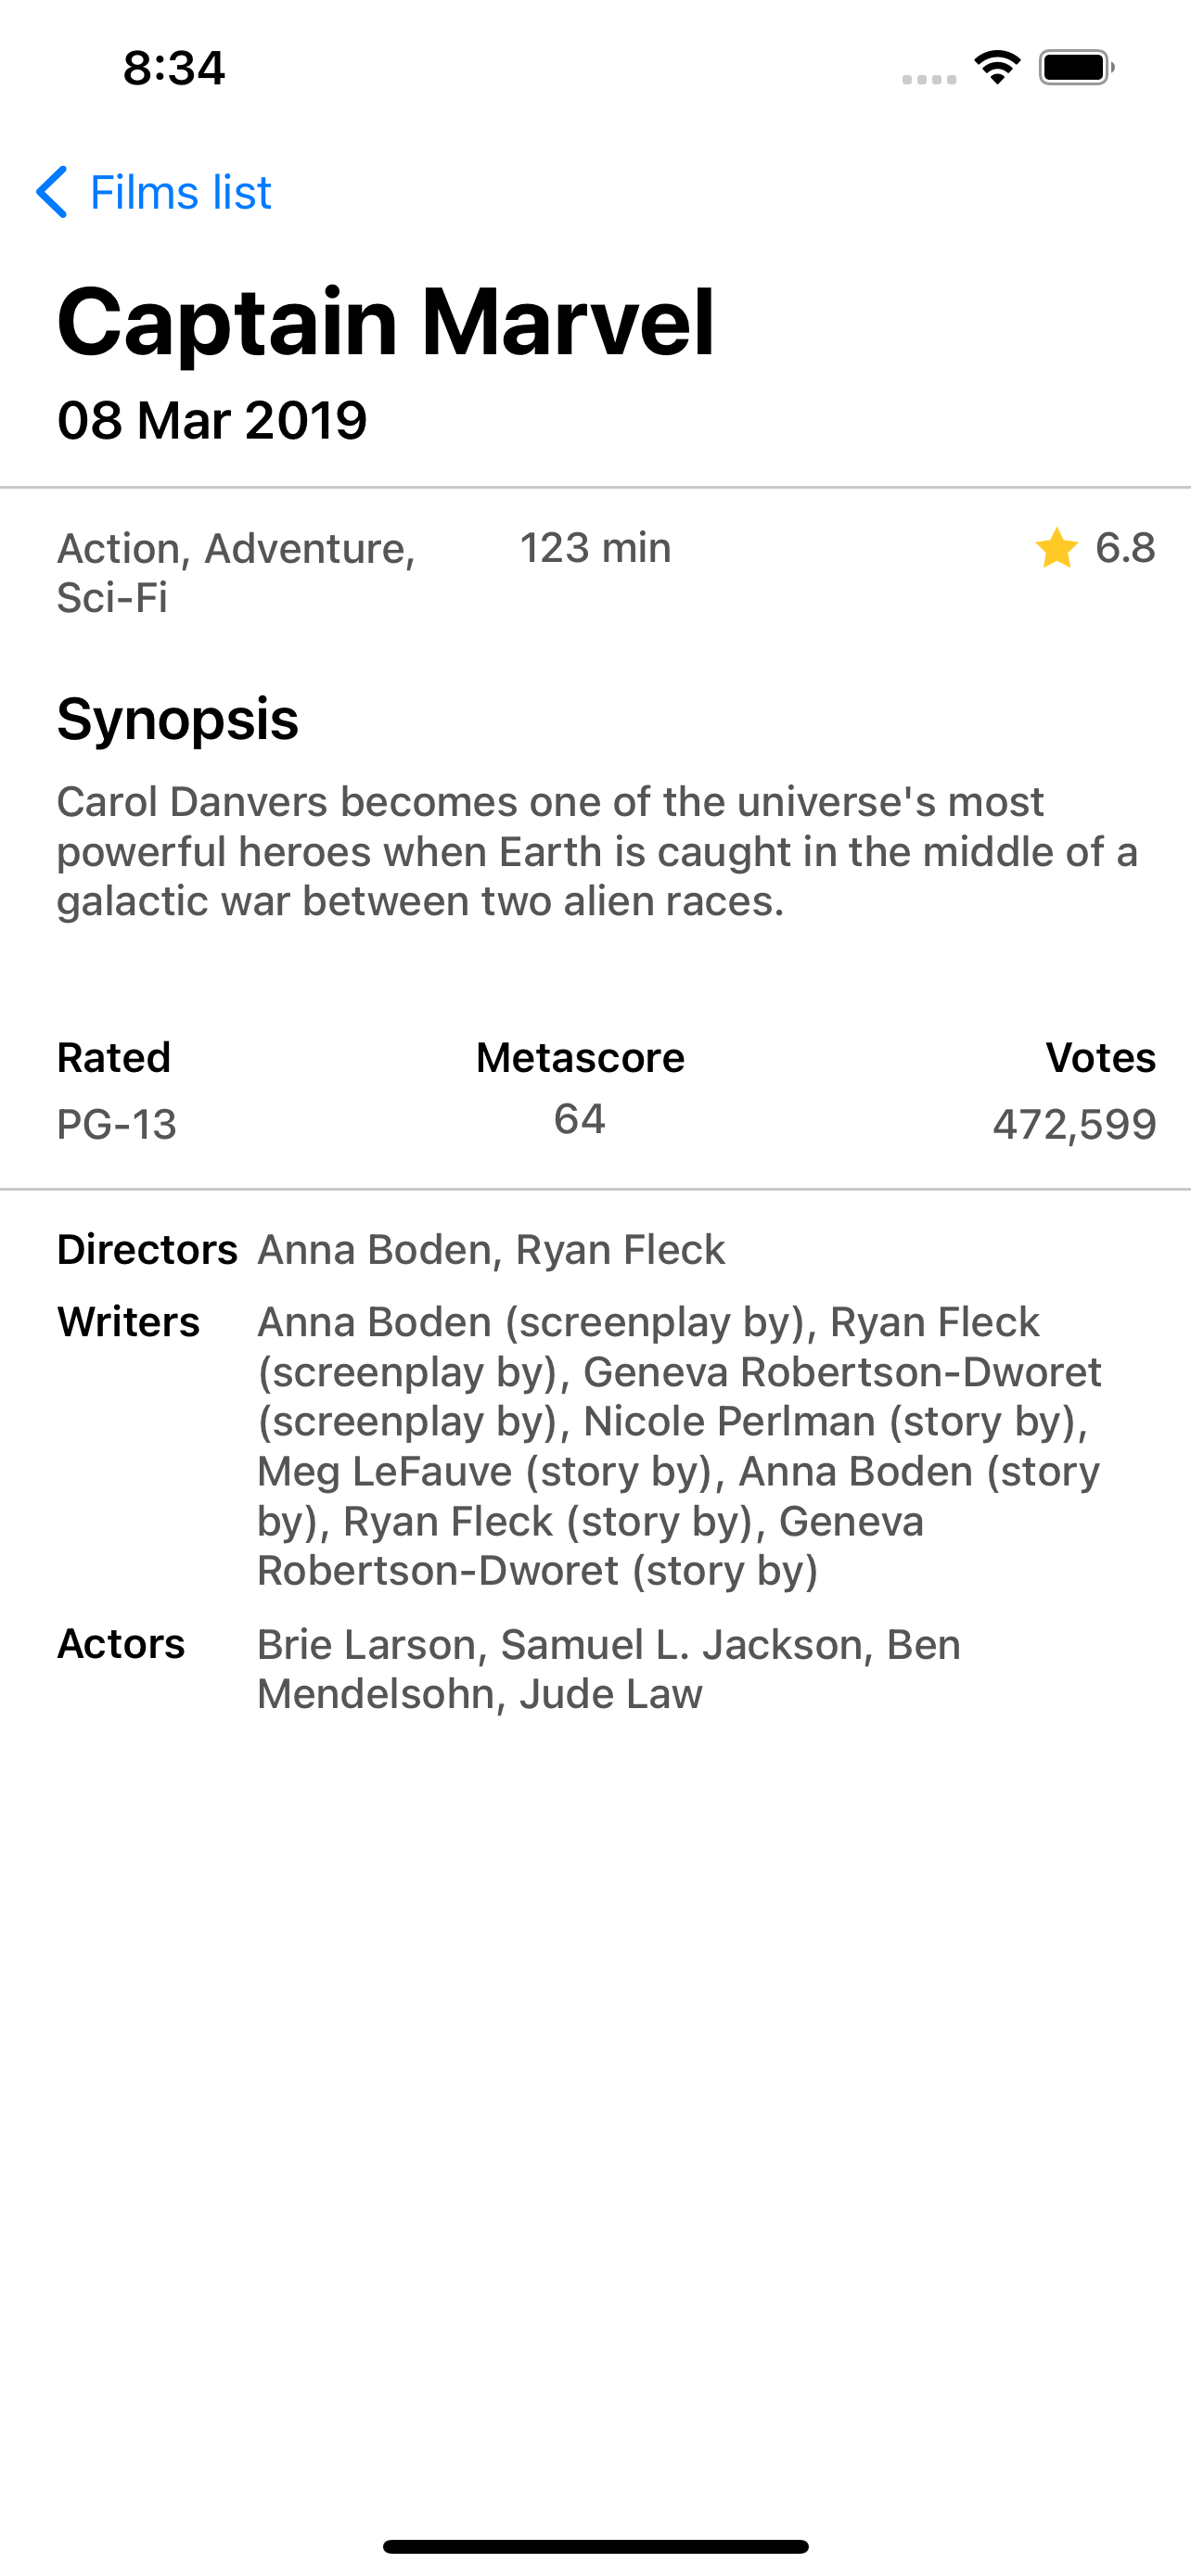 8:34
Films list
Captain Marvel
08 Mar 2019
Action, Adventure, 123 min 6.8
Sci-Fi
Synopsis
Carol Danvers becomes one of the universe's most
powerful heroes when Earth is caught in the middle of a
galactic war between two alien races.
Rated Metascore Votes
PG-13 64 472,599
Directors Anna Boden, Ryan Fleck
Writers Anna Boden (screenplay by), Ryan Fleck
(screenplay by), Geneva Robertson-Dworet
(screenplay by), Nicole Perlman (story by),
Meg LeFauve (story by), Anna Boden (story
by), Ryan Fleck (story by), Geneva
Robertson-Dworet (story by)
Actors Brie Larson, Samuel L. Jackson, Ben
Mendelsohn, Jude Law